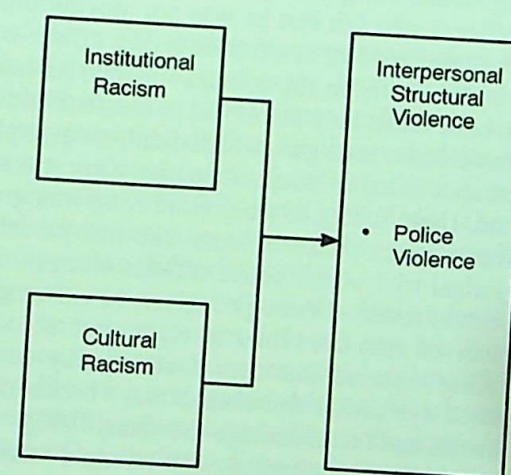 Institutional
Racism
Interpersonal
Structural
Violence
• Police
Violence
Cultural
Racism